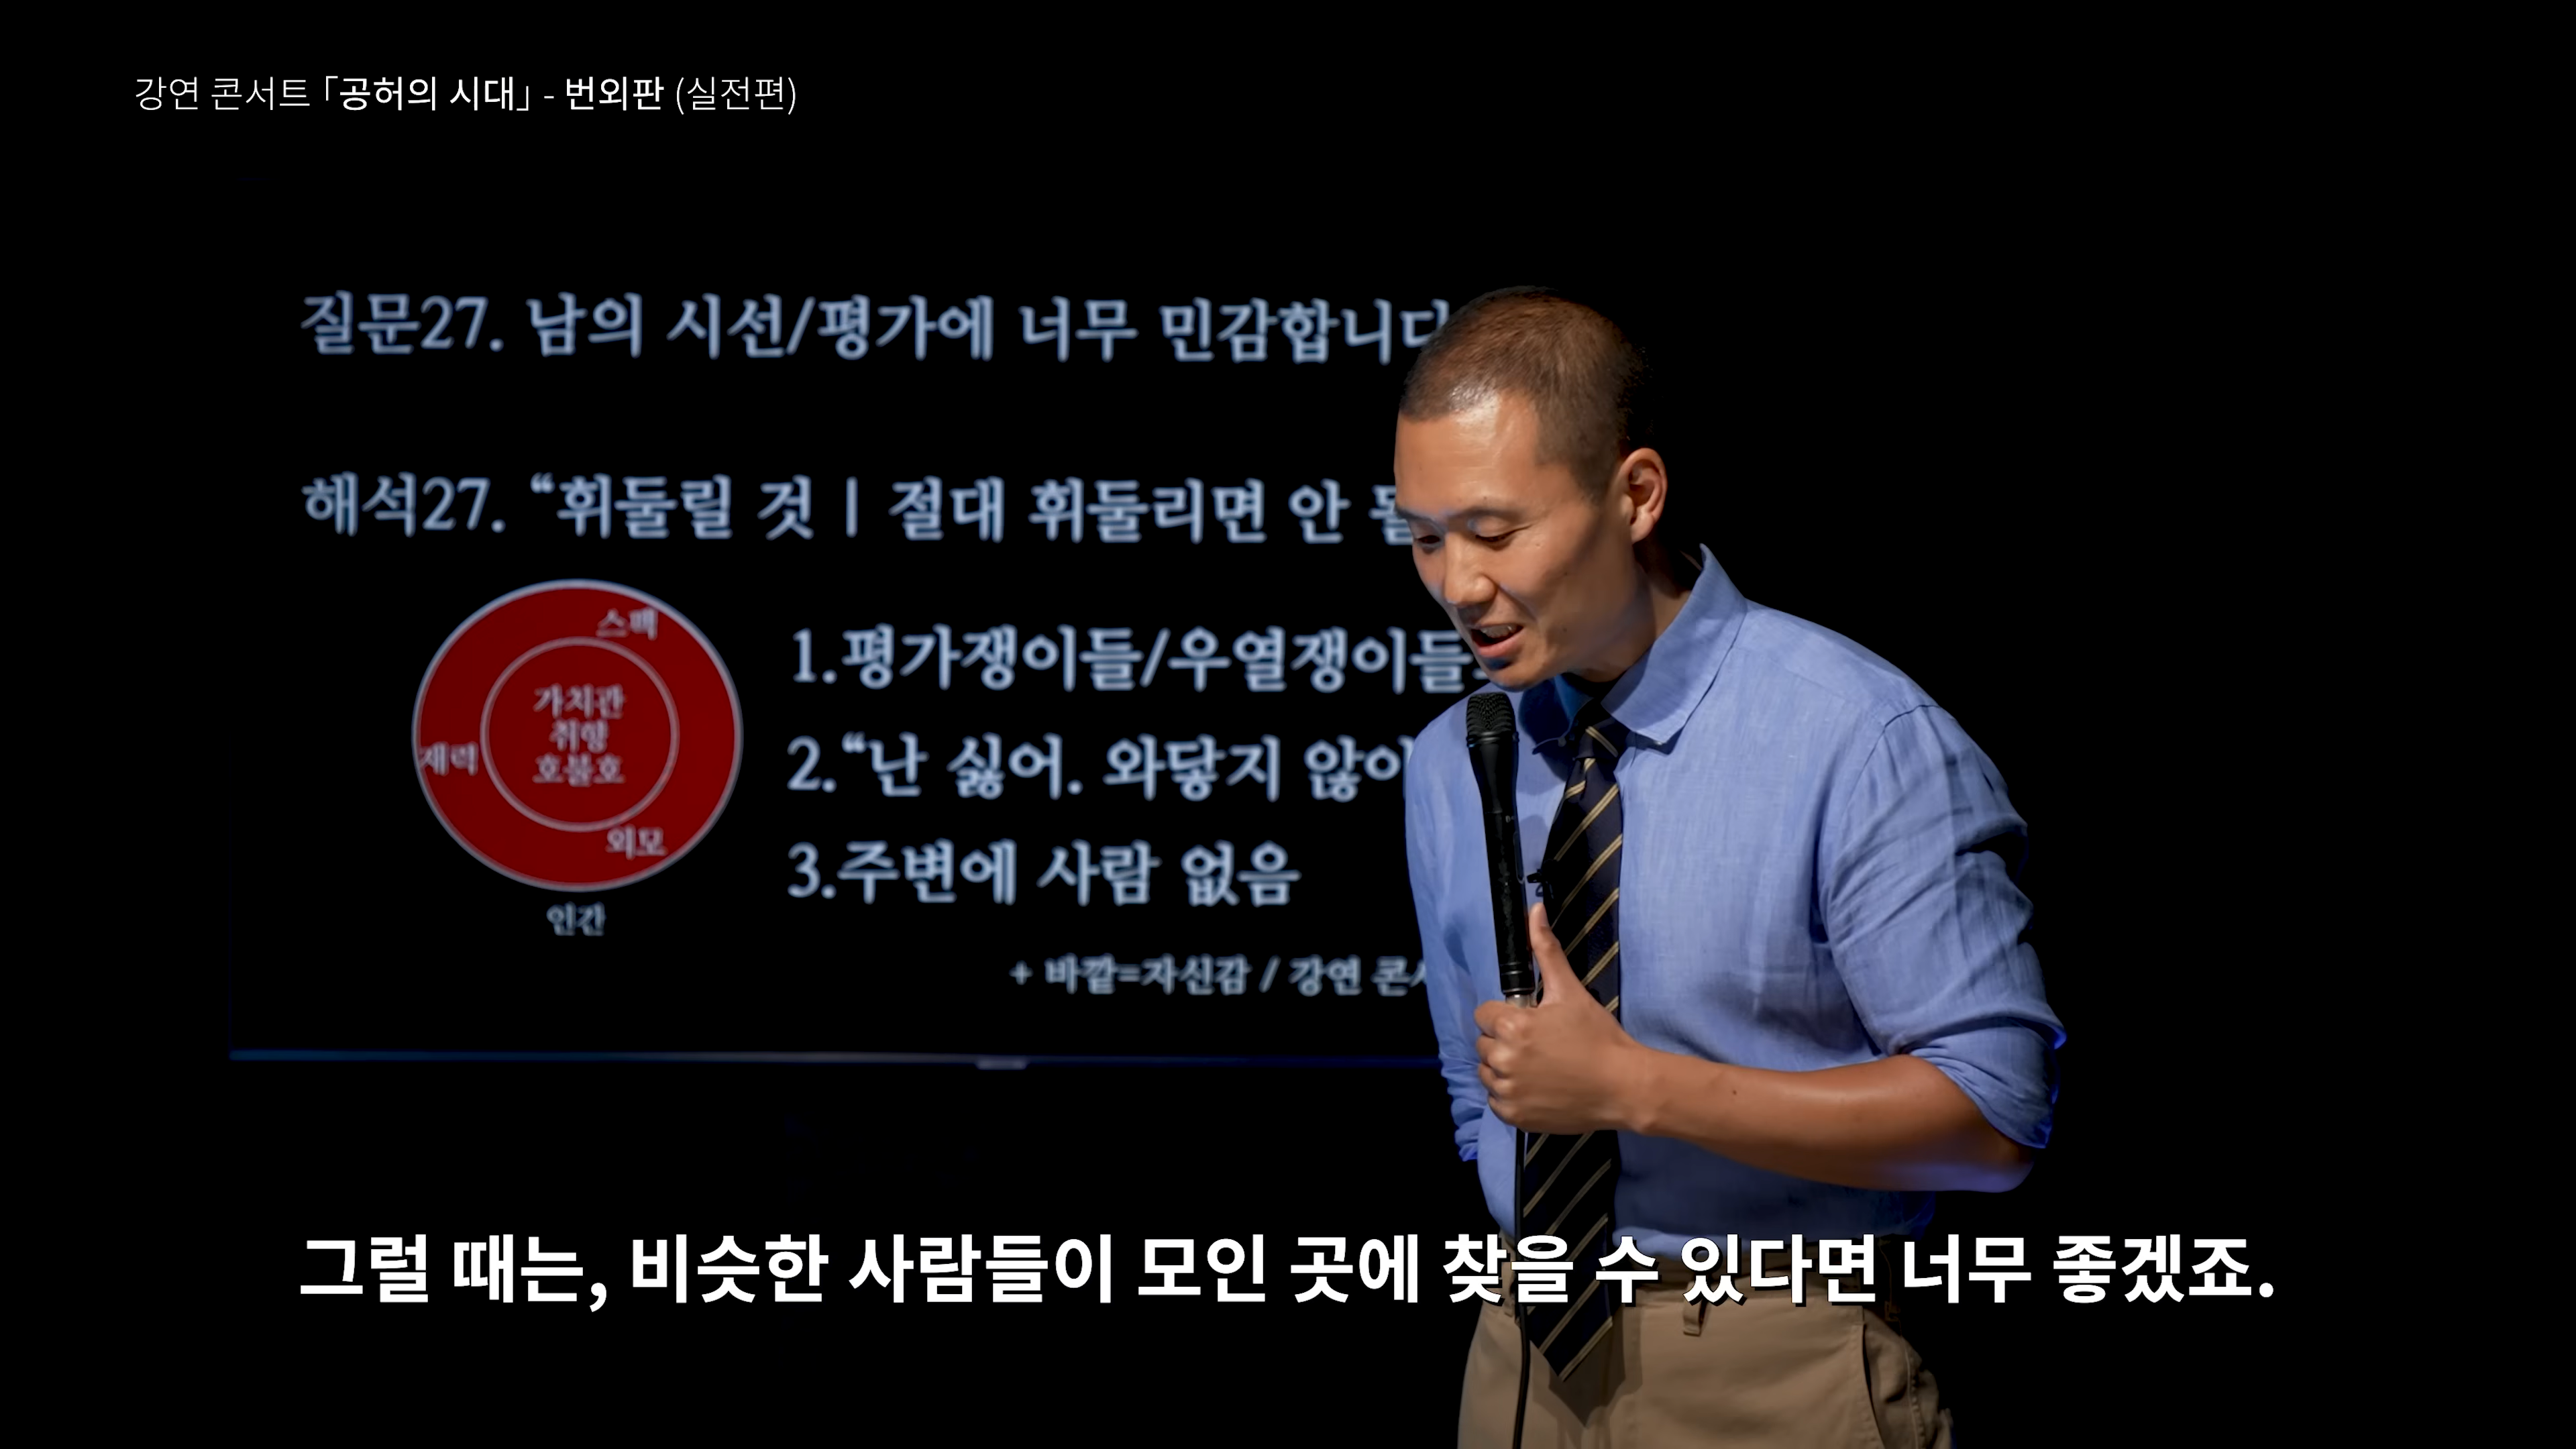 강연 콘서트 「공허의 시대」 - 번외판 (실전편)
질문27. 남의 시선/평가에 너무 민감합니다
해석27. “휘둘릴 것 | 절대 휘둘리면 안
스펙
가치관
취향
호불호
재력
외모
인간
1.평가쟁이들/우열쟁이들
2.“난 싫어. 와닿지 않아
3.주변에 사람 없음
+ 바깥=자신감 / 강연
그럴 때는, 비슷한 사람들이 모인 곳에 찾을 수 있다면 너무 좋겠죠.